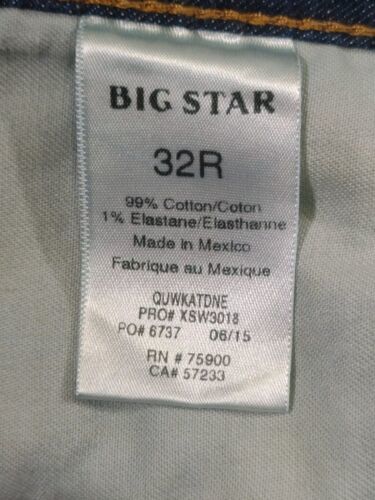 BIG STAR
32R
99% Cotton/Coton
1% Elastane/Elasthanne
Made in Mexico
Fabrique au Mexique
QUWKATDNE
PRO# XSW3018
PO# 6737 06/15
RN # 75900
CA# 57233